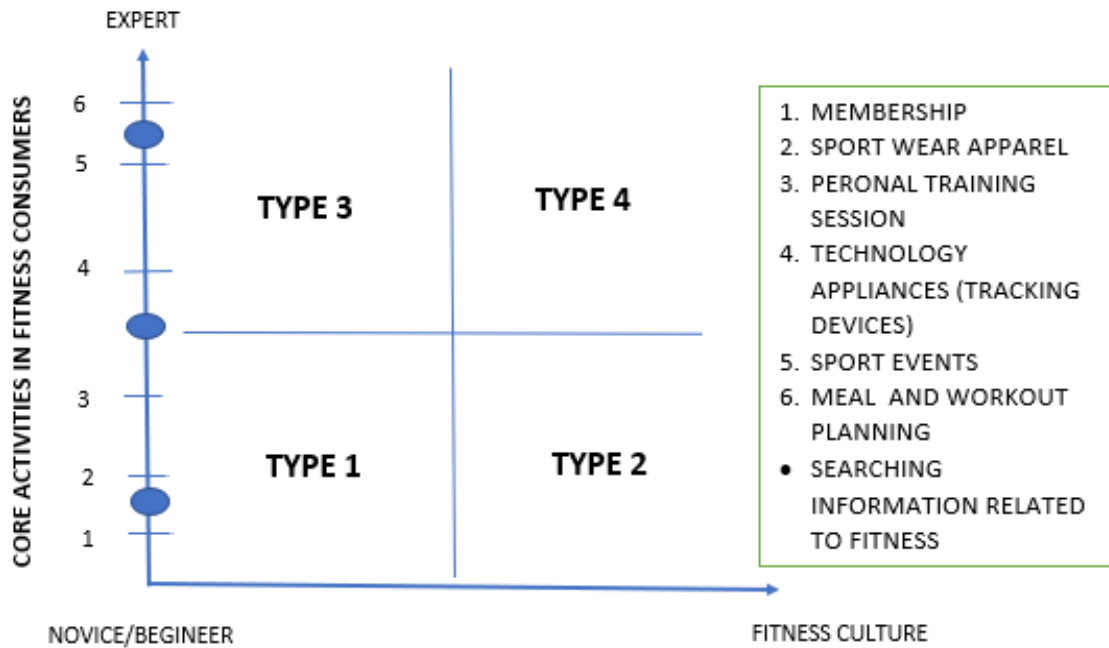 EXPERT
CORE ACTIVITIES IN FITNESS CONSUMERS
6
5
4
3
2
1
TYPE 3
TYPE 4
TYPE 1
TYPE 2
NOVICE/BEGINEER
FITNESS CULTURE
1. MEMBERSHIP
2. SPORT WEAR APPAREL
3. PERONAL TRAINING
SESSION
4. TECHNOLOGY
APPLIANCES (TRACKING
DEVICES)
5. SPORT EVENTS
6. MEAL AND WORKOUT
PLANNING
• SEARCHING
INFORMATION RELATED
TO FITNESS